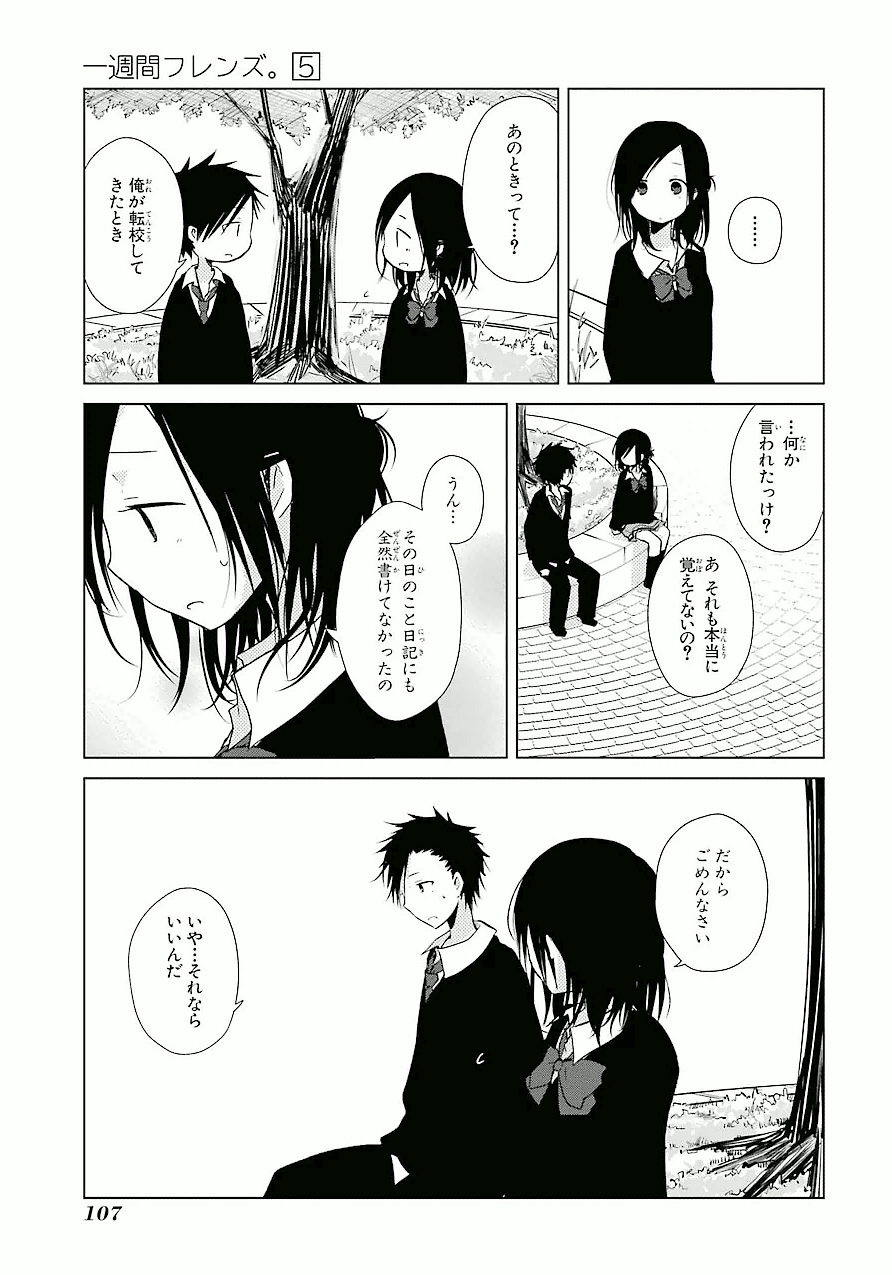 一週間フレンズ。5
……
あのときって…?
俺が転校して
きたとき
…何か
言われたっけ?
あ それも本当に
覚えてないの?
うん…
その日のこと日記にも
全然書けてなかったの
だから
ごめんなさい
いや…それなら
いいんだ
107